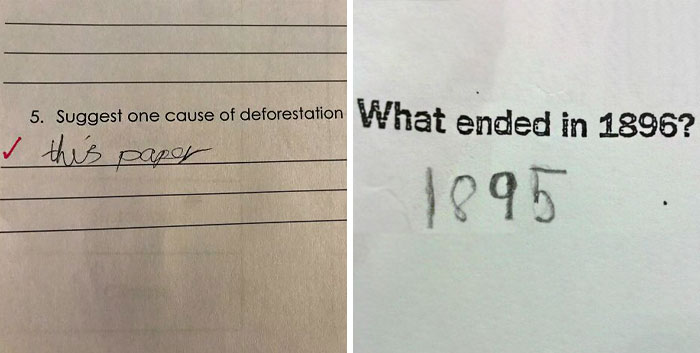 5. Suggest one cause of deforestation
✓ this paper
What ended in 1896?
1895